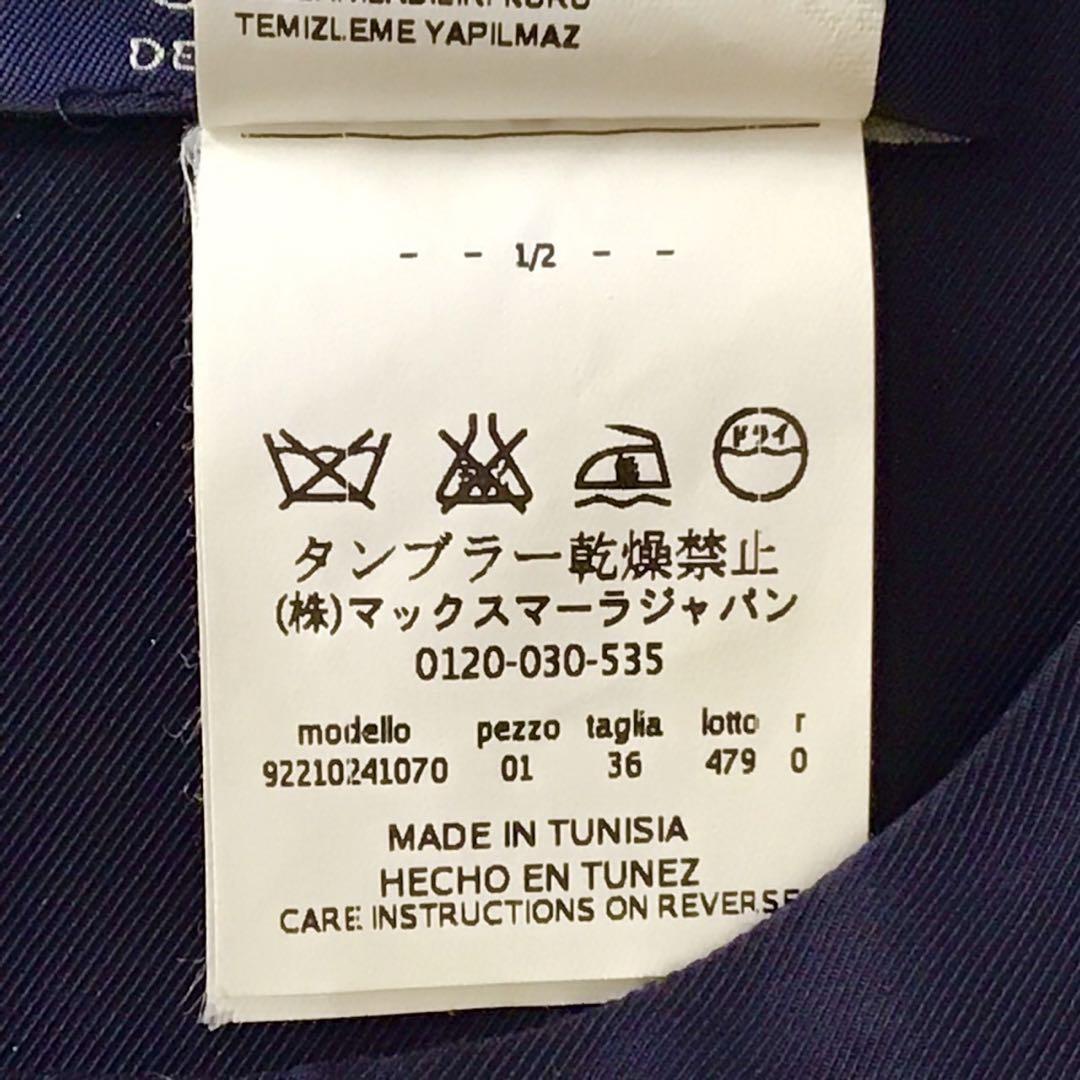 TEMIZLEME YAPILMAZ
DE
- - 1/2 - -
ドライ
タンブラー乾燥禁止
(株)マックスマーラジャパン
0120-030-535
modello pezzo taglia lotto r
92210241070 01 36 479 0
MADE IN TUNISIA
HECHO EN TUNEZ
CARE INSTRUCTIONS ON REVERSE